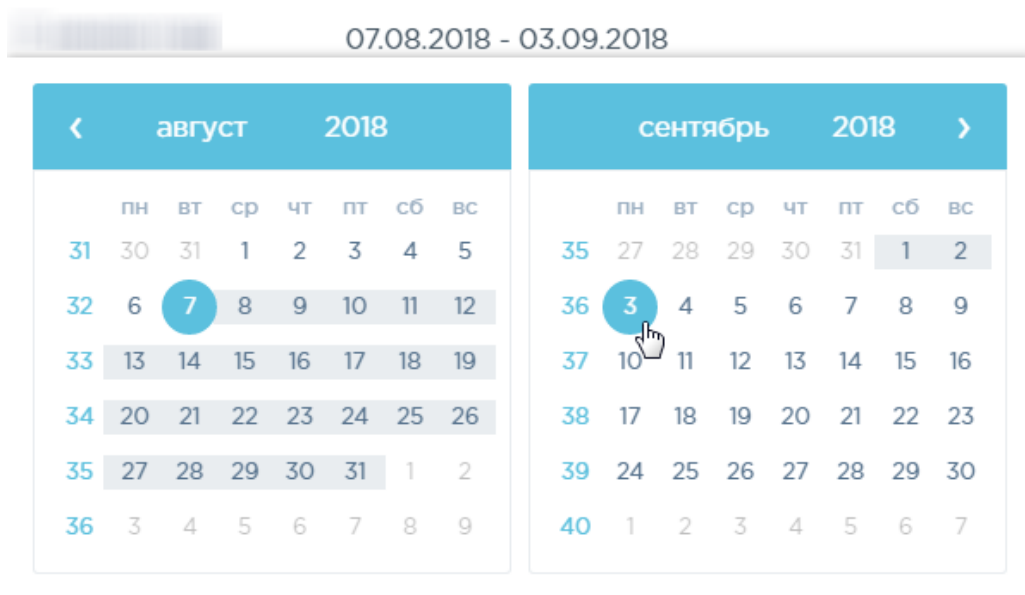 07.08.2018 - 03.09.2018
август 2018
пн вт ср чт пт сб вс
31 30 31 1 2 3 4 5
32 6 7 8 9 10 11 12
33 13 14 15 16 17 18 19
34 20 21 22 23 24 25 26
35 27 28 29 30 31 1 2
36 3 4 5 6 7 8 9
сентябрь 2018
пн вт ср чт пт сб вс
35 27 28 29 30 31 1 2
36 3 4 5 6 7 8 9
37 10 11 12 13 14 15 16
38 17 18 19 20 21 22 23
39 24 25 26 27 28 29 30
40 1 2 3 4 5 6 7